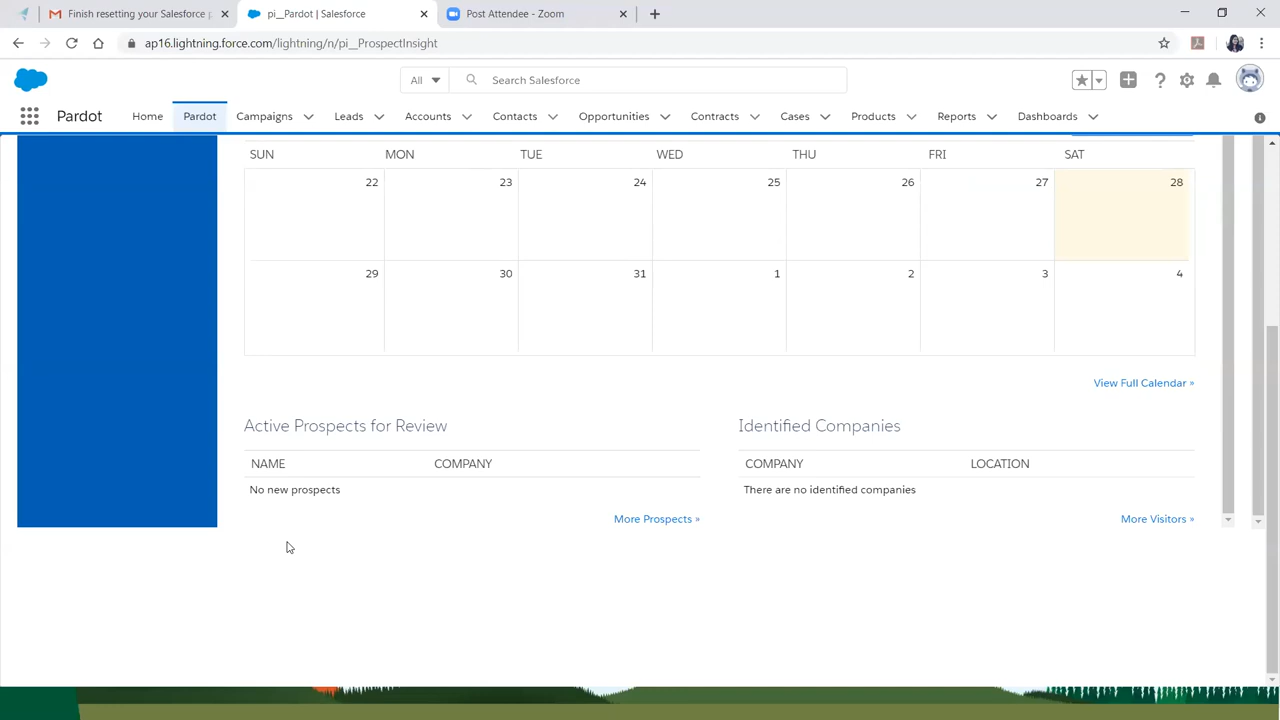 Finish resetting your Salesforce p
pi__Pardot | Salesforce
Post Attendee - Zoom
ap16.lightning.force.com/lightning/n/pi__ProspectInsight
All
Search Salesforce
Pardot
Home
Pardot
Campaigns
Leads
Accounts
Contacts
Opportunities
Contracts
Cases
Products
Reports
Dashboards
SUN MON TUE WED THU FRI SAT
22 23 24 25 26 27 28
29 30 31 1 2 3 4
View Full Calendar »
Active Prospects for Review
NAME COMPANY
No new prospects
More Prospects »
Identified Companies
COMPANY LOCATION
There are no identified companies
More Visitors »